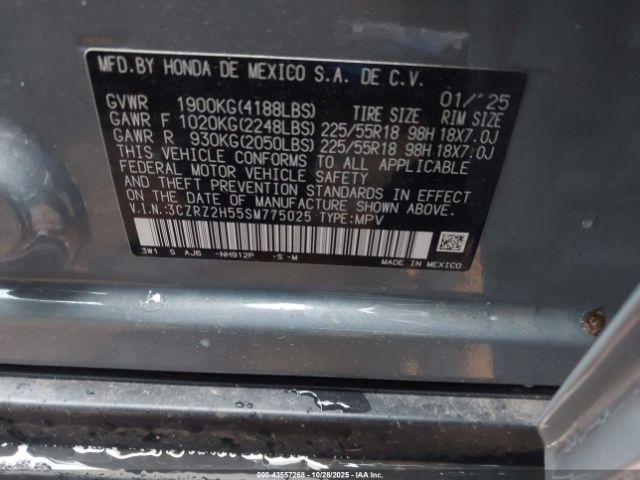 MFD.BY HONDA DE MEXICO S.A. DE C.V.
01/'25
GVWR 1900KG(4188LBS) TIRE SIZE RIM SIZE
GAWR F 1020KG(2248LBS) 225/55R18 98H 18X7.0J
GAWR R 930KG(2050LBS) 225/55R18 98H 18X7.0J
THIS VEHICLE CONFORMS TO ALL APPLICABLE
FEDERAL MOTOR VEHICLE SAFETY
AND THEFT PREVENTION STANDARDS IN EFFECT
ON THE DATE OF MANUFACTURE SHOWN ABOVE.
V.I.N.:3CZRZ2H55SM775025 TYPE:MPV
3W1 S AJ6 -NH912P -S -M
MADE IN MEXICO
000-43557268 - 10/28/2025 - IAAI.COM